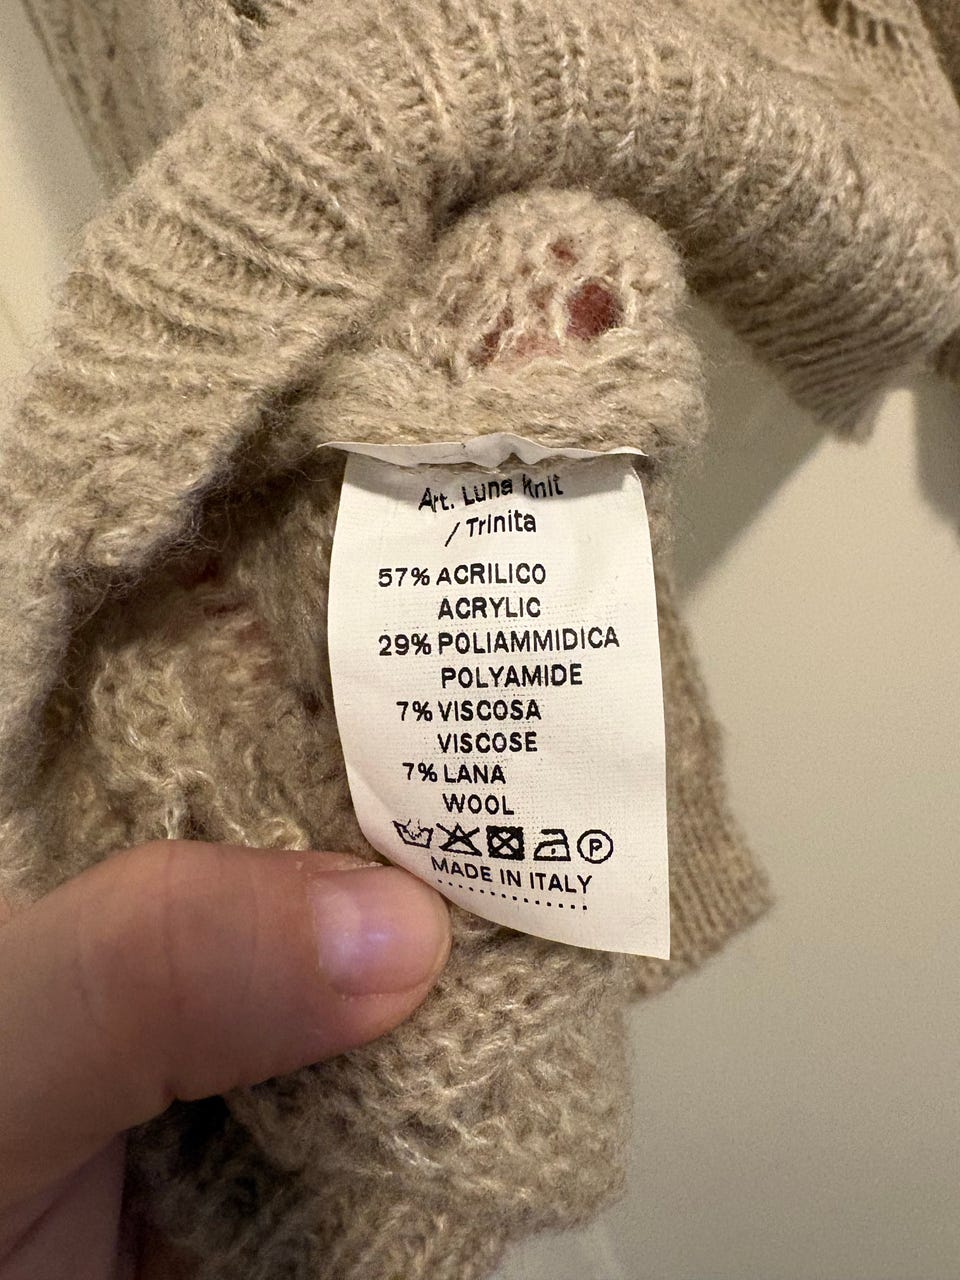 Art. Luna Knit
/ Trinita
57% ACRILICO
ACRYLIC
29% POLIAMMIDICA
POLYAMIDE
7% VISCOSA
VISCOSE
7% LANA
WOOL
P
MADE IN ITALY